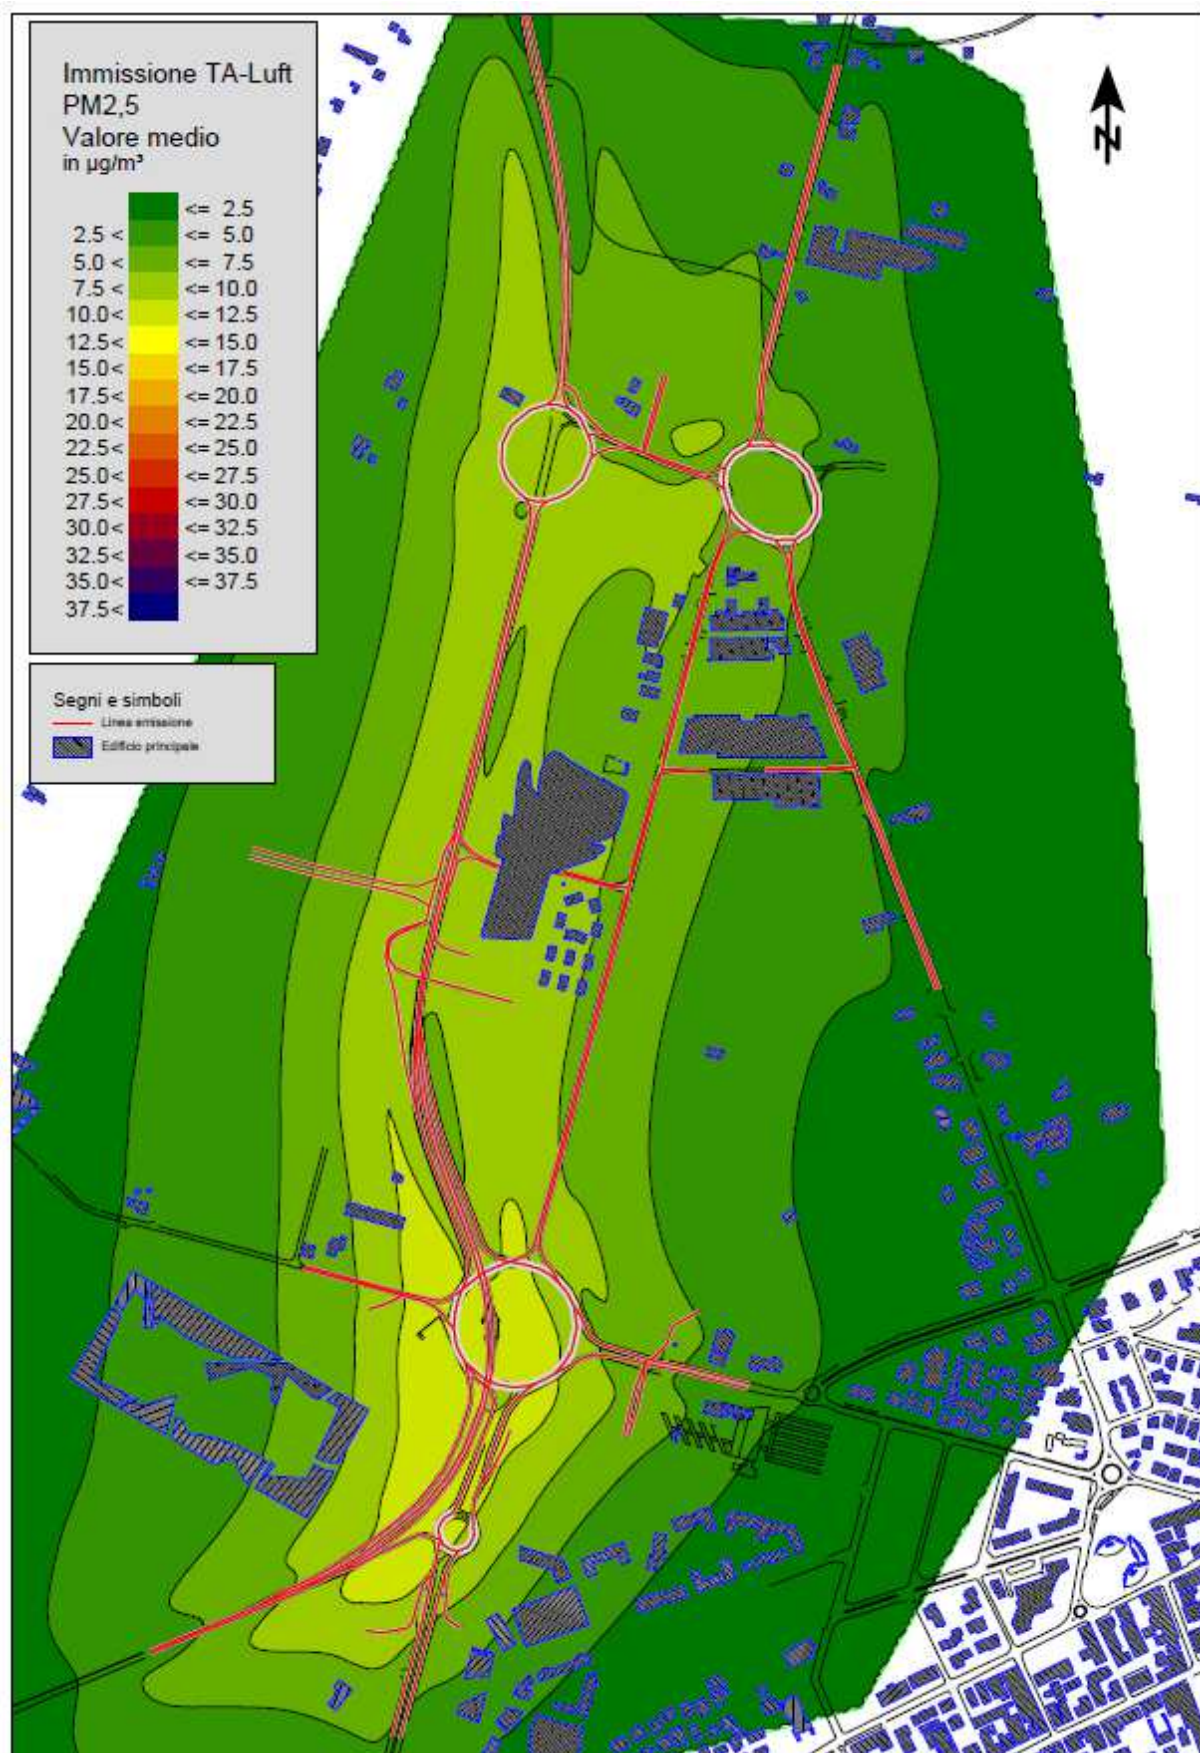 Immissione TA-Luft
PM2,5
Valore medio
in µg/m³
<= 2.5
2.5 < <= 5.0
5.0 < <= 7.5
7.5 < <= 10.0
10.0< <= 12.5
12.5< <= 15.0
15.0< <= 17.5
17.5< <= 20.0
20.0< <= 22.5
22.5< <= 25.0
25.0< <= 27.5
27.5< <= 30.0
30.0< <= 32.5
32.5< <= 35.0
35.0< <= 37.5
37.5<
Segni e simboli
Linea emissione
Edificio principale
N